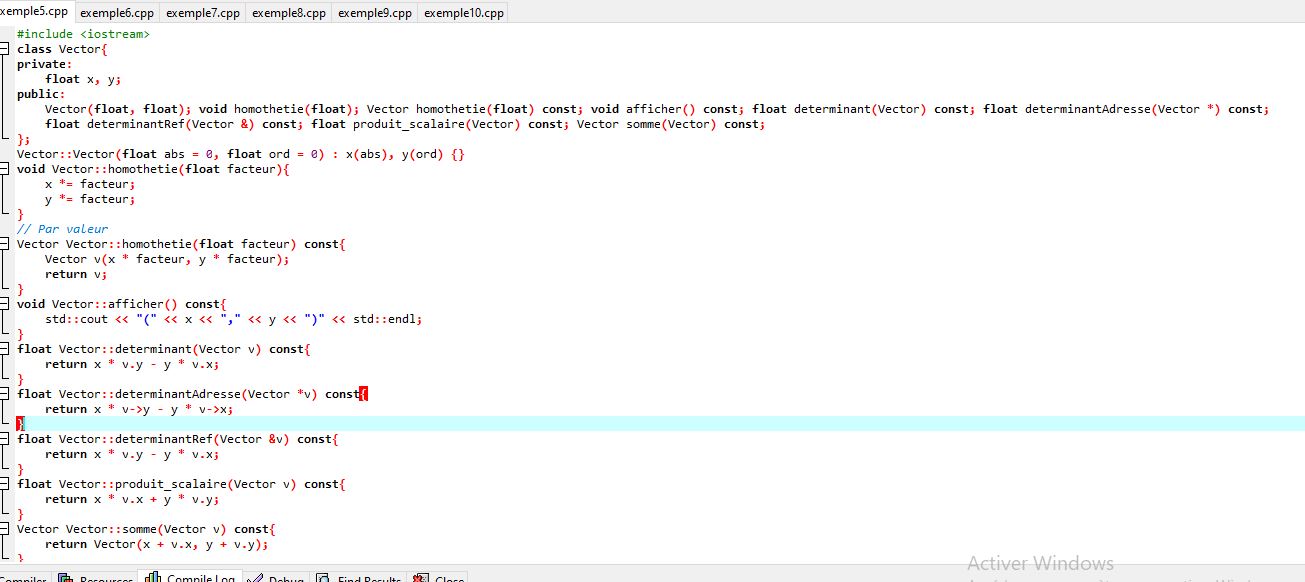 exemple5.cpp exemple6.cpp exemple7.cpp exemple8.cpp exemple9.cpp exemple10.cpp
#include <iostream>
class Vector{
private:
float x, y;
public:
Vector(float, float); void homothetie(float); Vector homothetie(float) const; void afficher() const; float determinant(Vector) const; float determinantAdresse(Vector *) const;
float determinantRef(Vector &) const; float produit_scalaire(Vector) const; Vector somme(Vector) const;
};
Vector::Vector(float abs = 0, float ord = 0) : x(abs), y(ord) {}
void Vector::homothetie(float facteur){
x *= facteur;
y *= facteur;
}
// Par valeur
Vector Vector::homothetie(float facteur) const{
Vector v(x * facteur, y * facteur);
return v;
}
void Vector::afficher() const{
std::cout << "(" << x << "," << y << ")" << std::endl;
}
float Vector::determinant(Vector v) const{
return x * v.y - y * v.x;
}
float Vector::determinantAdresse(Vector *v) const{
return x * v->y - y * v->x;
}
float Vector::determinantRef(Vector &v) const{
return x * v.y - y * v.x;
}
float Vector::produit_scalaire(Vector v) const{
return x * v.x + y * v.y;
}
Vector Vector::somme(Vector v) const{
return Vector(x + v.x, y + v.y);
}
Activer Windows
Compiler Resources Compile Log Debug Find Results Close